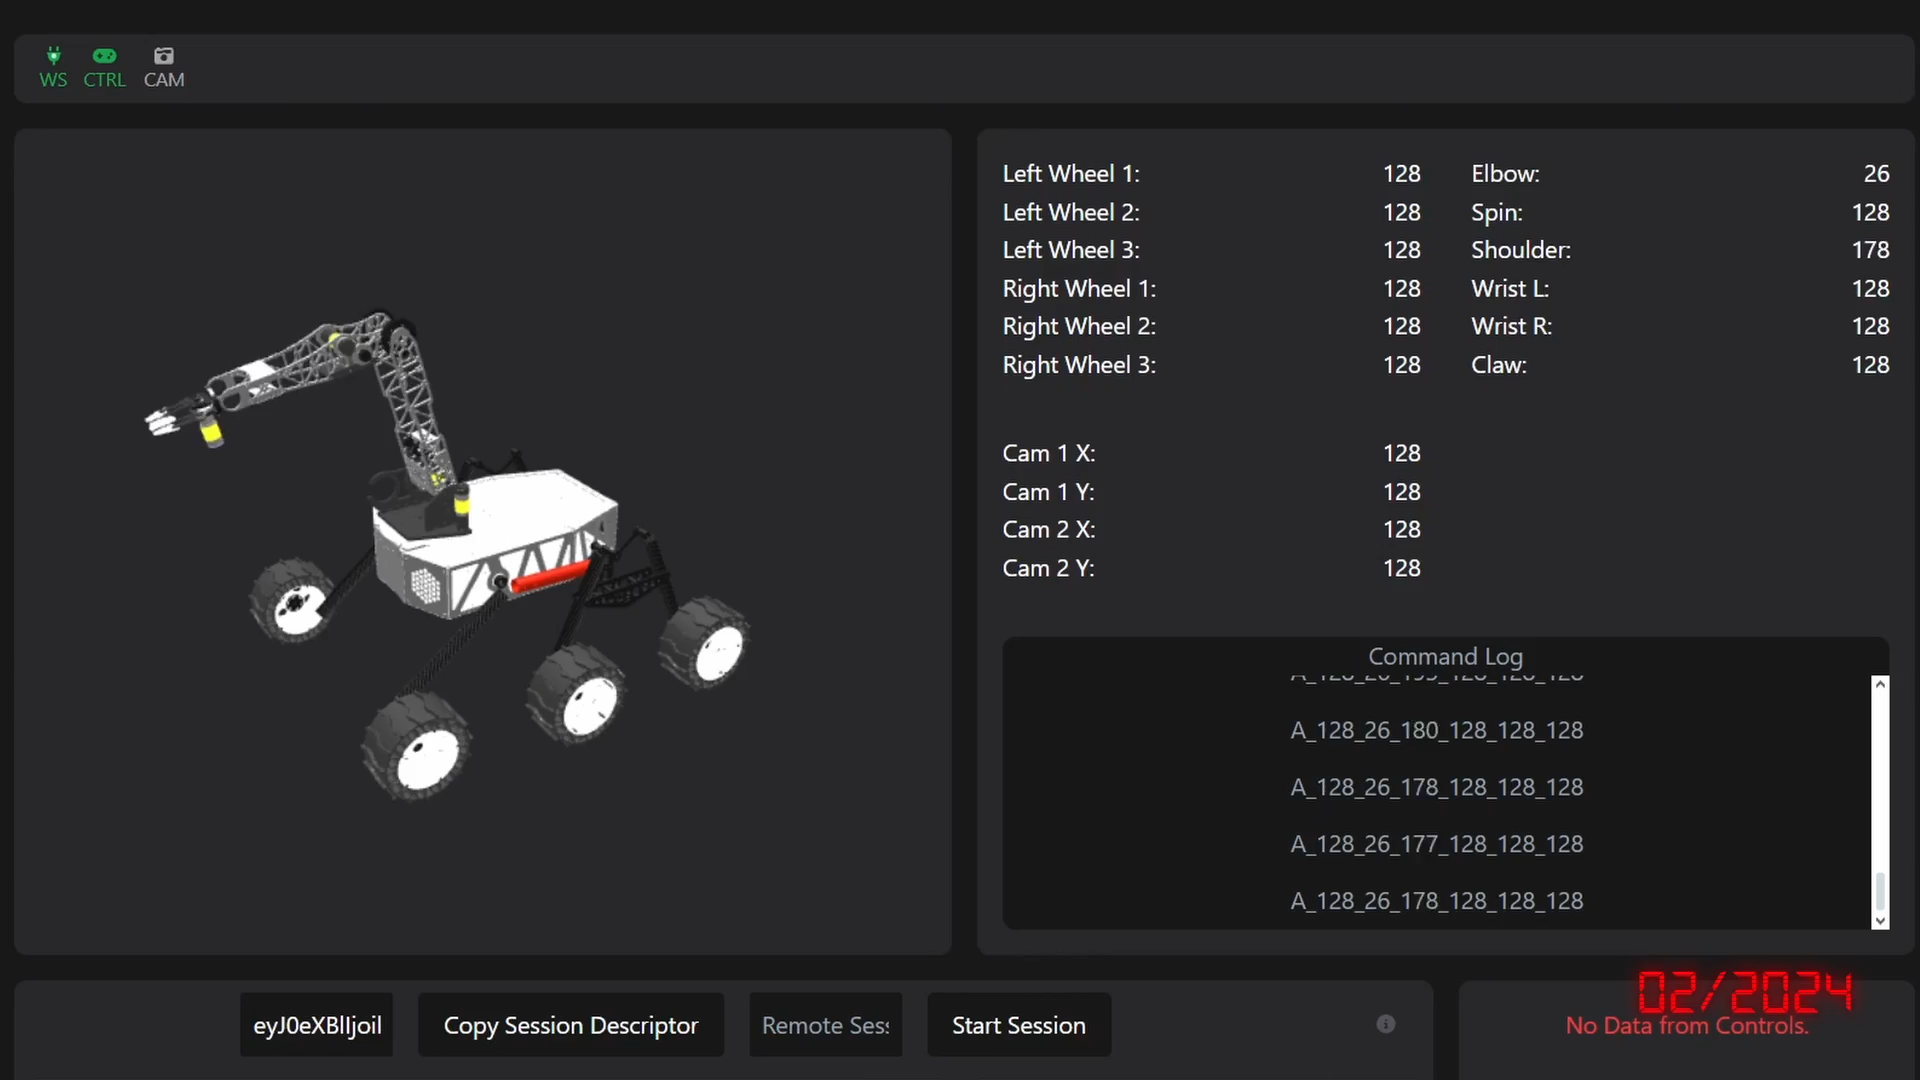 WS CTRL CAM
Left Wheel 1: 128 Elbow: 26
Left Wheel 2: 128 Spin: 128
Left Wheel 3: 128 Shoulder: 178
Right Wheel 1: 128 Wrist L: 128
Right Wheel 2: 128 Wrist R: 128
Right Wheel 3: 128 Claw: 128
Cam 1 X: 128
Cam 1 Y: 128
Cam 2 X: 128
Cam 2 Y: 128
Command Log
A_128_26_180_128_128_128
A_128_26_178_128_128_128
A_128_26_177_128_128_128
A_128_26_178_128_128_128
02/2024
Copy Session Descriptor Remote Sess Start Session No Data from Controls.